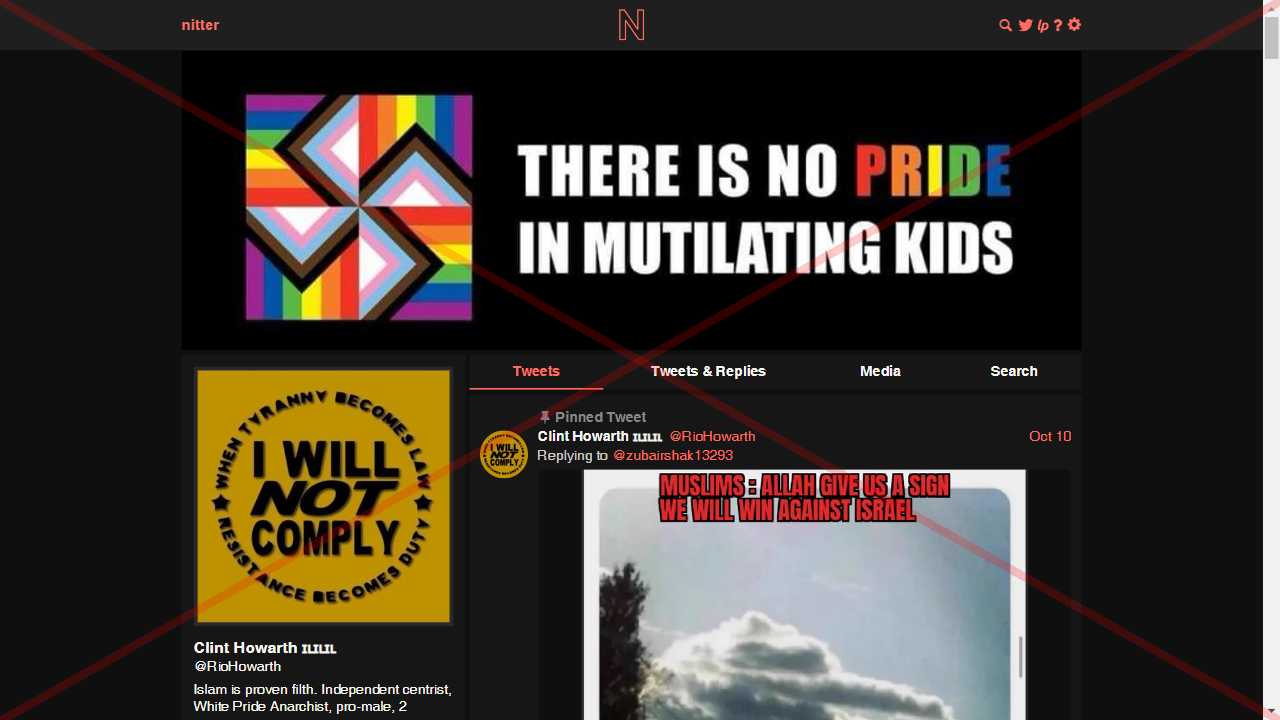 nitter
THERE IS NO PRIDE
IN MUTILATING KIDS
Tweets
Tweets & Replies
Media
Search
WHEN TYRANNY BECOMES LAW
I WILL
NOT
COMPLY
RESISTANCE BECOMES DUTY
Clint Howarth
@RioHowarth
Islam is proven filth. Independent centrist,
White Pride Anarchist, pro-male, 2
Pinned Tweet
Clint Howarth @RioHowarth
Oct 10
Replying to @zubairshak13293
I WILL
NOT
COMPLY
MUSLIMS : ALLAH GIVE US A SIGN
WE WILL WIN AGAINST ISRAEL